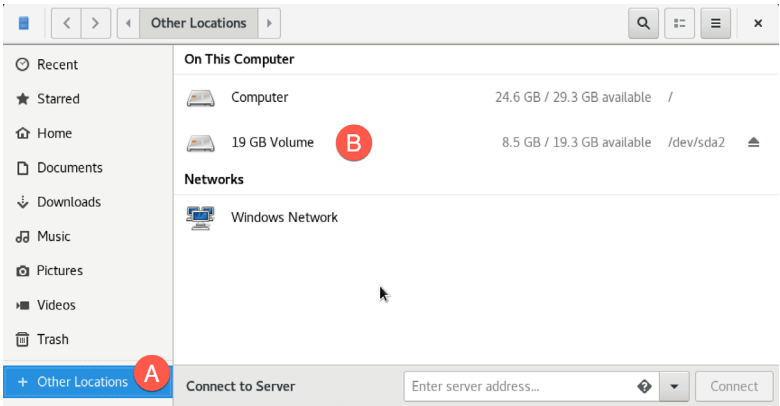 Other Locations
Recent
Starred
Home
Documents
Downloads
Music
Pictures
Videos
Trash
+ Other Locations A
On This Computer
Computer 24.6 GB / 29.3 GB available /
19 GB Volume B 8.5 GB / 19.3 GB available /dev/sda2
Networks
Windows Network
Connect to Server Enter server address... Connect